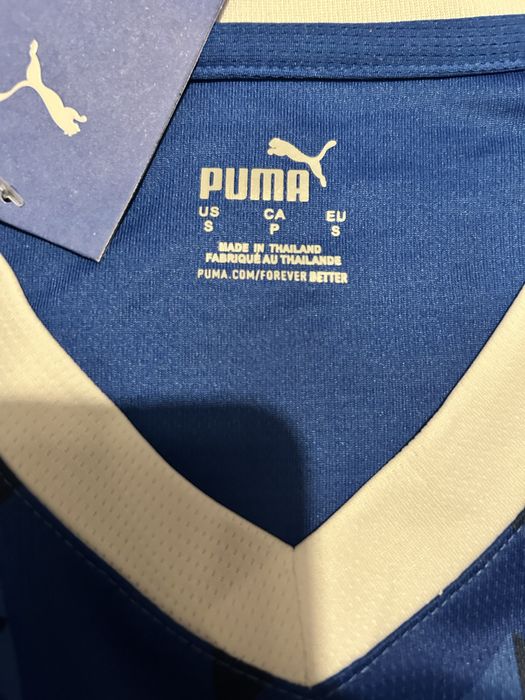 PUMA
US CA EU
S P S
MADE IN THAILAND
FABRIQUÉ AU THAILANDE
PUMA.COM/FOREVER BETTER